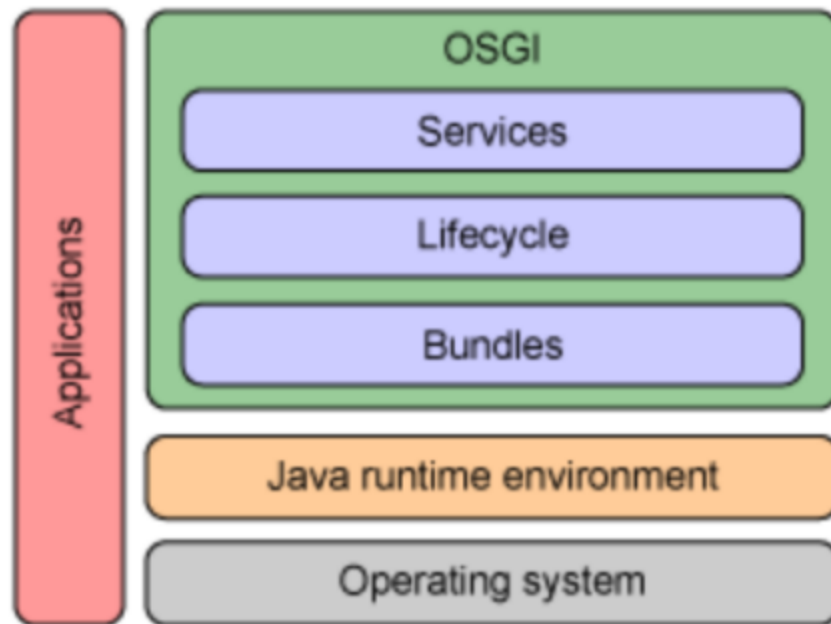 Applications
OSGI
Services
Lifecycle
Bundles
Java runtime environment
Operating system